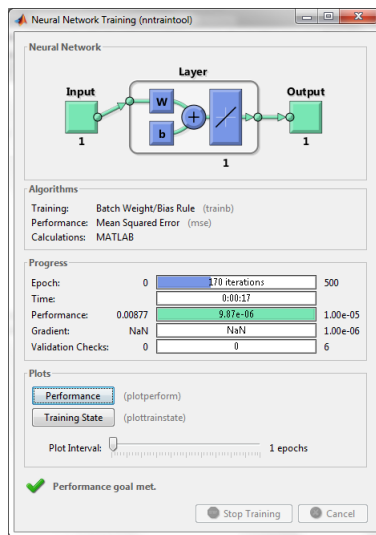 Neural Network Training (nntraintool)
Neural Network
Layer
Input
Output
W
b
+
1
1
1
Algorithms
Training: Batch Weight/Bias Rule (trainb)
Performance: Mean Squared Error (mse)
Calculations: MATLAB
Progress
Epoch: 0 170 iterations 500
Time: 0:00:17
Performance: 0.00877 9.87e-06 1.00e-05
Gradient: NaN NaN 1.00e-06
Validation Checks: 0 0 6
Plots
Performance (plotperform)
Training State (plottrainstate)
Plot Interval: 1 epochs
Performance goal met.
Stop Training Cancel